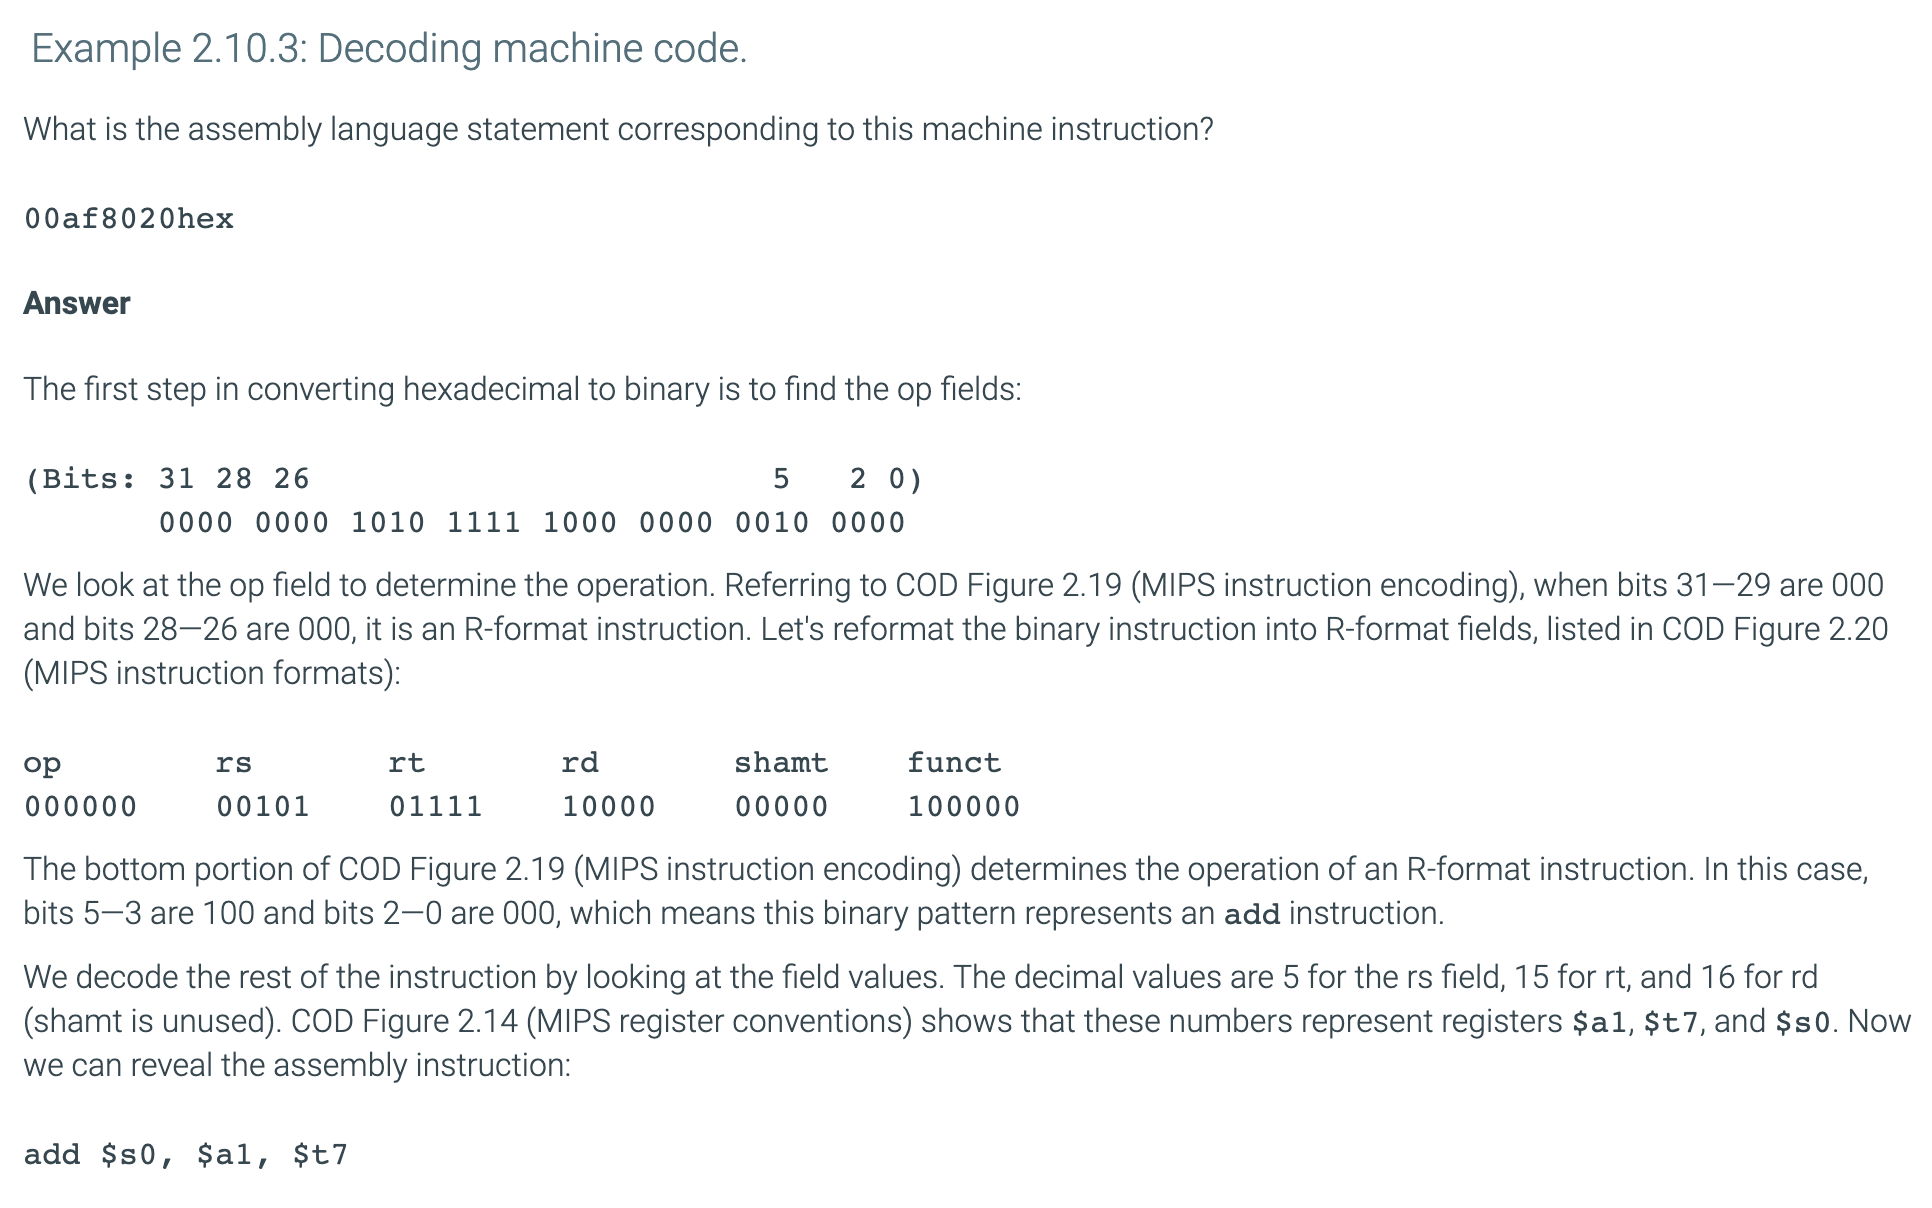 Example 2.10.3: Decoding machine code.
What is the assembly language statement corresponding to this machine instruction?
00af8020hex
Answer
The first step in converting hexadecimal to binary is to find the op fields:
(Bits: 31 28 26                        5   2 0)
       0000 0000 1010 1111 1000 0000 0010 0000
We look at the op field to determine the operation. Referring to COD Figure 2.19 (MIPS instruction encoding), when bits 31—29 are 000
and bits 28—26 are 000, it is an R-format instruction. Let's reformat the binary instruction into R-format fields, listed in COD Figure 2.20
(MIPS instruction formats):
op        rs       rt       rd       shamt    funct
000000    00101    01111    10000    00000    100000
The bottom portion of COD Figure 2.19 (MIPS instruction encoding) determines the operation of an R-format instruction. In this case,
bits 5—3 are 100 and bits 2—0 are 000, which means this binary pattern represents an add instruction.
We decode the rest of the instruction by looking at the field values. The decimal values are 5 for the rs field, 15 for rt, and 16 for rd
(shamt is unused). COD Figure 2.14 (MIPS register conventions) shows that these numbers represent registers $a1, $t7, and $s0. Now
we can reveal the assembly instruction:
add $s0, $a1, $t7